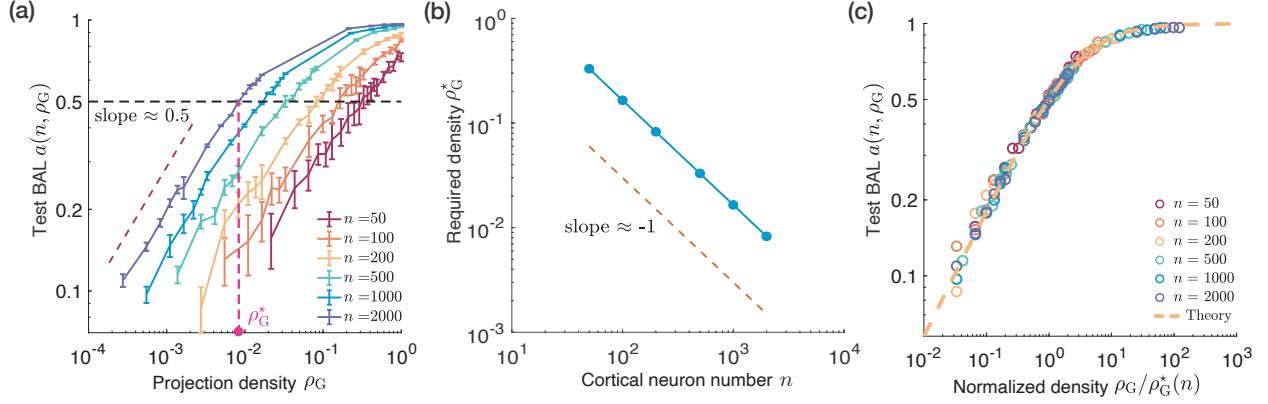 (a)
Test BAL a(n, ρG)
1
0.5
0.2
0.1
slope ≈ 0.5
ρ⋆G
n = 50
n = 100
n = 200
n = 500
n = 1000
n = 2000
10-4 10-3 10-2 10-1 100
Projection density ρG
(b)
Required density ρ⋆G
100
10-1
10-2
10-3
slope ≈ -1
101 102 103 104
Cortical neuron number n
(c)
Test BAL a(n, ρG)
1
0.5
0.2
0.1
n = 50
n = 100
n = 200
n = 500
n = 1000
n = 2000
Theory
10-2 10-1 100 101 102 103
Normalized density ρG/ρ⋆G(n)